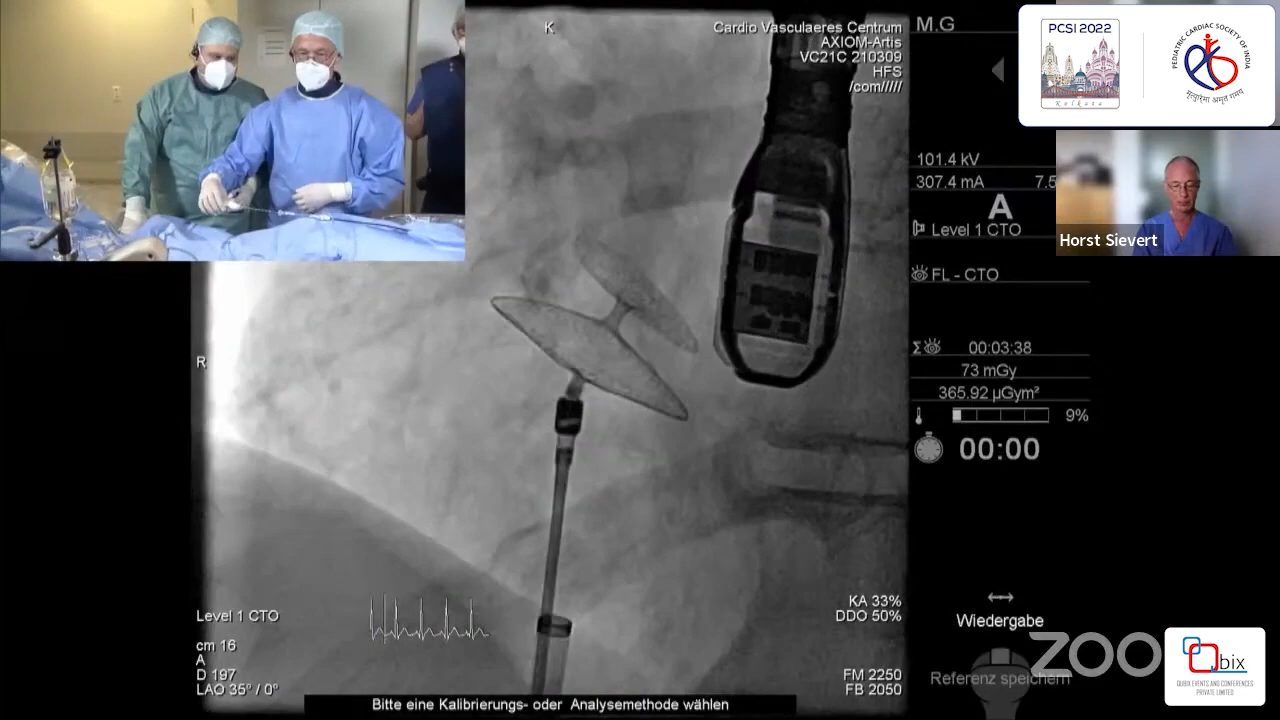 K
Cardio Vasculaeres Centrum
AXIOM-Artis
VC21C 210309
HFS
/com/////
M.G
PCSI 2022
Kolkata
PEDIATRIC CARDIAC SOCIETY OF INDIA
101.4 kV
307.4 mA 7.5
A
Level 1 CTO
Horst Sievert
FL - CTO
R
Σ 00:03:38
73 mGy
365.92 µGym²
9%
00:00
Level 1 CTO
cm 16
A
D 197
LAO 35° / 0°
KA 33%
DDO 50%
FM 2250
FB 2050
Wiedergabe
Referenz speichern
zoo
Qubix
QUBIX EVENTS AND CONFERENCES
PRIVATE LIMITED
Bitte eine Kalibrierungs- oder Analysemethode wählen